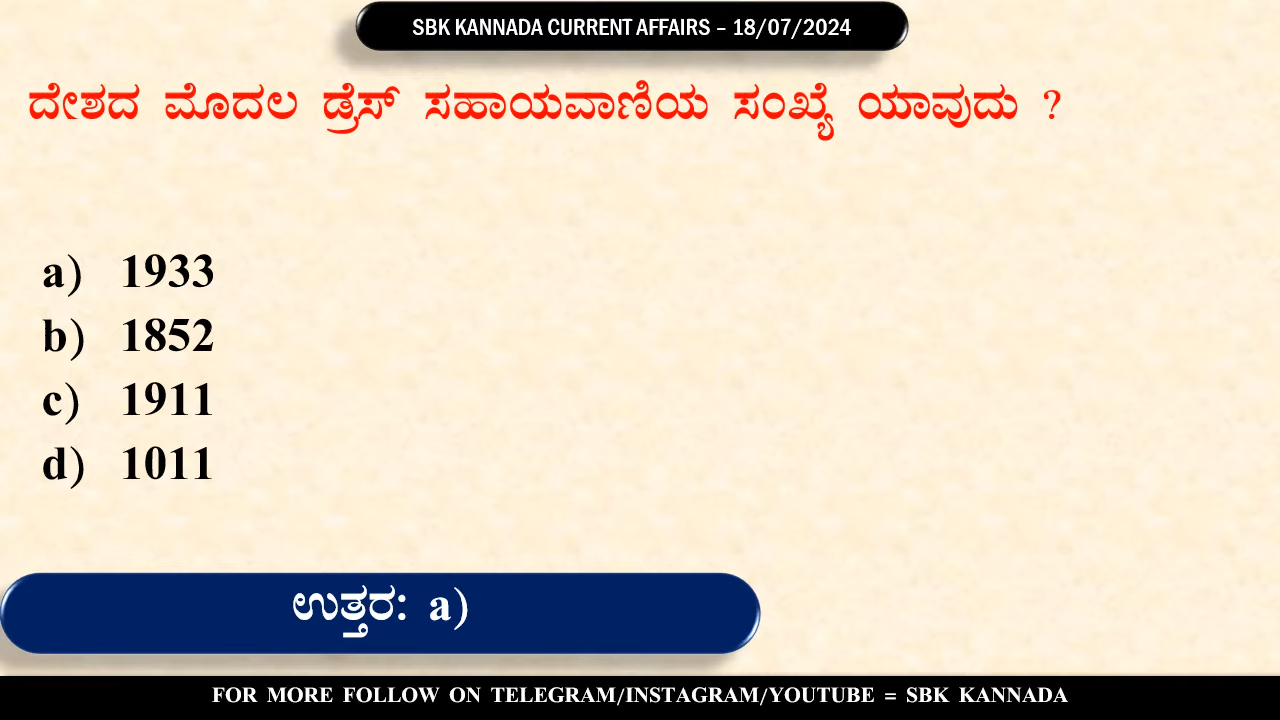 SBK KANNADA CURRENT AFFAIRS – 18/07/2024
ದೇಶದ ಮೊದಲ ಡ್ರೆಸ್ ಸಹಾಯವಾಣಿಯ ಸಂಖ್ಯೆ ಯಾವುದು ?
a) 1933
b) 1852
c) 1911
d) 1011
ಉತ್ತರ: a)
FOR MORE FOLLOW ON TELEGRAM/INSTAGRAM/YOUTUBE = SBK KANNADA